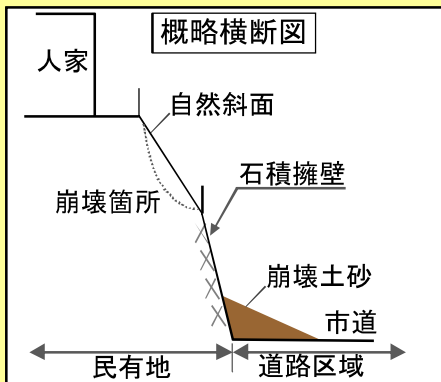 概略横断図
人家
自然斜面
石積擁壁
崩壊箇所
崩壊土砂
市道
民有地
道路区域